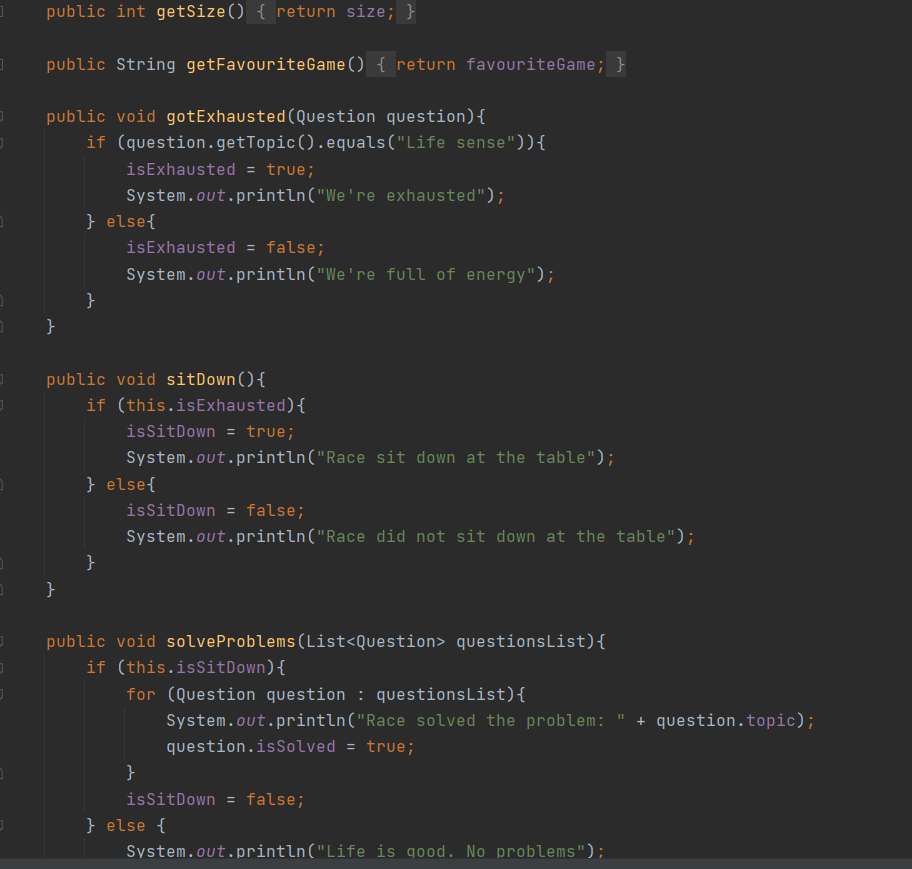 public int getSize() { return size; }
public String getFavouriteGame() { return favouriteGame; }
public void gotExhausted(Question question){
if (question.getTopic().equals("Life sense")){
isExhausted = true;
System.out.println("We're exhausted");
} else{
isExhausted = false;
System.out.println("We're full of energy");
}
}
public void sitDown(){
if (this.isExhausted){
isSitDown = true;
System.out.println("Race sit down at the table");
} else{
isSitDown = false;
System.out.println("Race did not sit down at the table");
}
}
public void solveProblems(List<Question> questionsList){
if (this.isSitDown){
for (Question question : questionsList){
System.out.println("Race solved the problem: " + question.topic);
question.isSolved = true;
}
isSitDown = false;
} else {
System.out.println("Life is good. No problems");